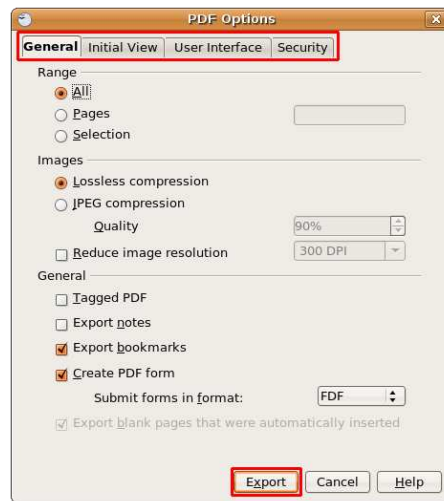 PDF Options
General Initial View User Interface Security
Range
All
Pages
Selection
Images
Lossless compression
JPEG compression
Quality 90%
Reduce image resolution 300 DPI
General
Tagged PDF
Export notes
Export bookmarks
Create PDF form
Submit forms in format: FDF
Export blank pages that were automatically inserted
Export Cancel Help